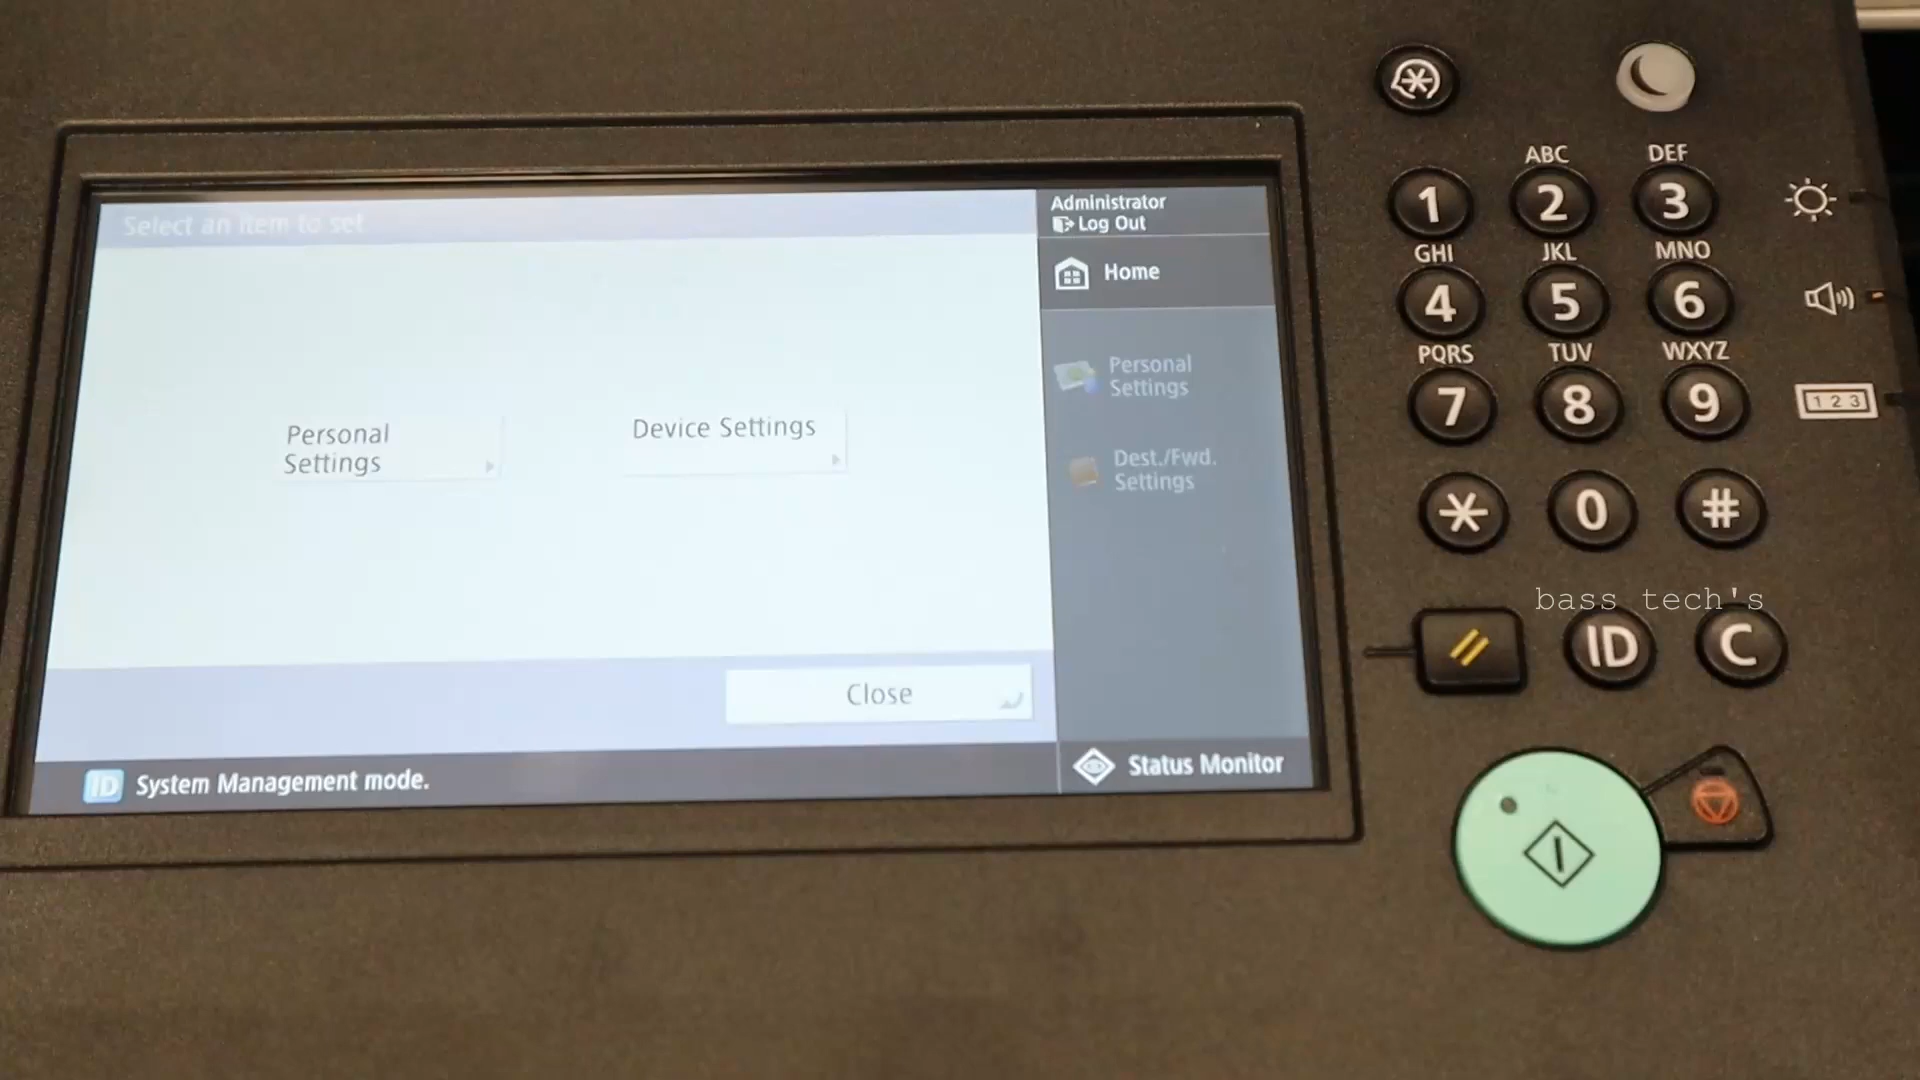 Select an item to set.
Personal
Settings
Device Settings
Close
ID System Management mode.
Administrator
Log Out
Home
Personal
Settings
Dest./Fwd.
Settings
Status Monitor
ABC
DEF
1
2
3
GHI
JKL
MNO
4
5
6
PQRS
TUV
WXYZ
7
8
9
1 2 3
*
0
#
bass tech's
ID
C